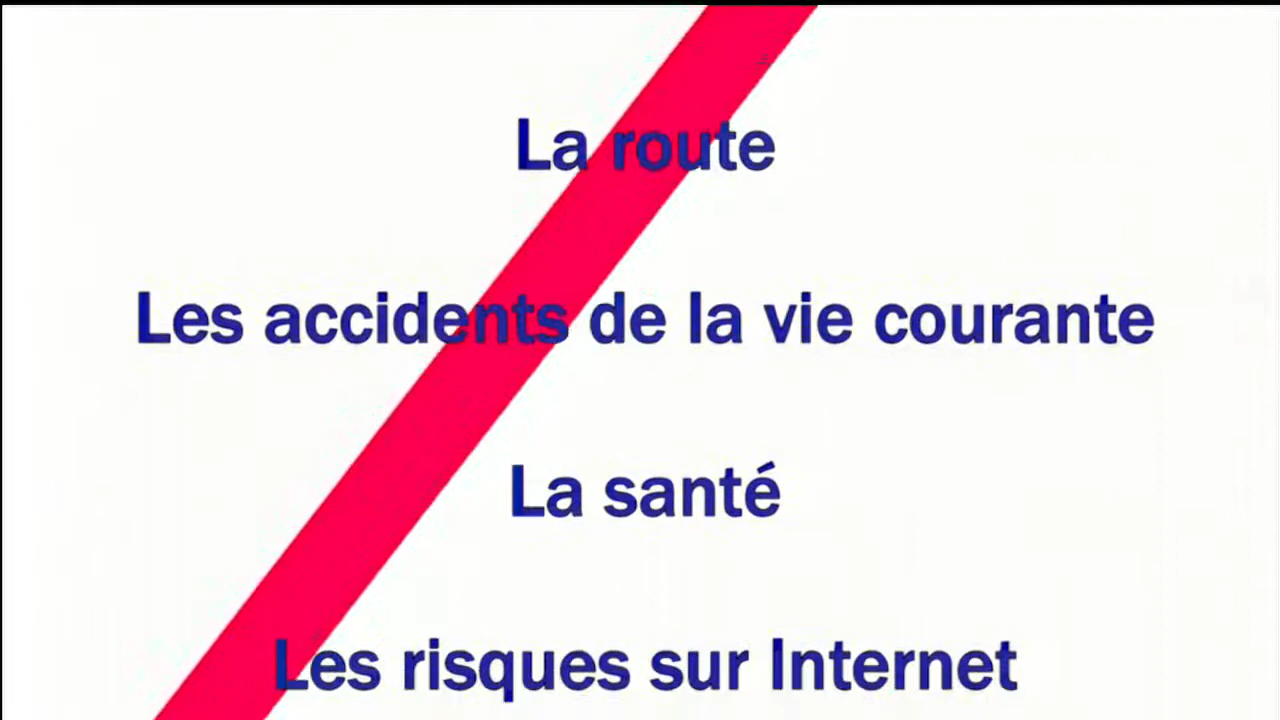 La route
Les accidents de la vie courante
La santé
Les risques sur Internet